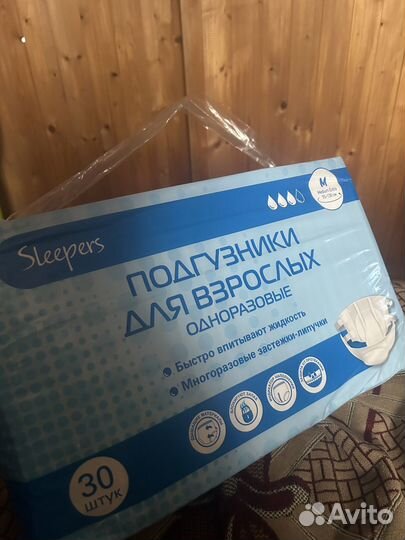 Sleepers
M
ПОДГУЗНИКИ
ДЛЯ ВЗРОСЛЫХ
ОДНОРАЗОВЫЕ
Быстро впитывают жидкость
Многоразовые застежки-липучки
30
ШТУК
Avito